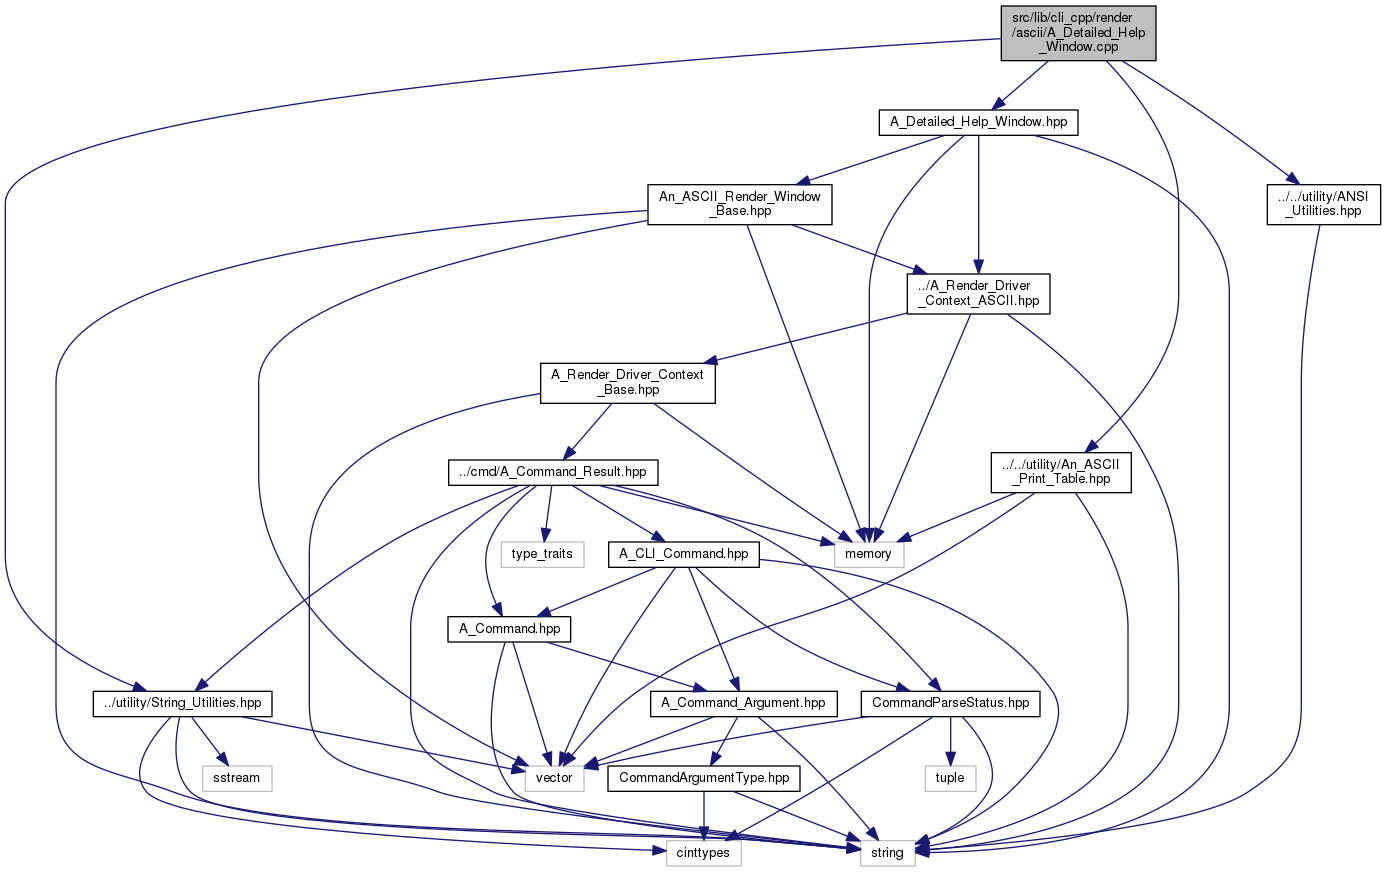 src/lib/cli_cpp/render
/ascii/A_Detailed_Help
_Window.cpp
A_Detailed_Help_Window.hpp
An_ASCII_Render_Window
_Base.hpp
../../utility/ANSI
_Utilities.hpp
../A_Render_Driver
_Context_ASCII.hpp
A_Render_Driver_Context
_Base.hpp
../cmd/A_Command_Result.hpp
../../utility/An_ASCII
_Print_Table.hpp
type_traits
A_CLI_Command.hpp
memory
A_Command.hpp
../utility/String_Utilities.hpp
A_Command_Argument.hpp
CommandParseStatus.hpp
sstream
vector
CommandArgumentType.hpp
tuple
cinttypes
string